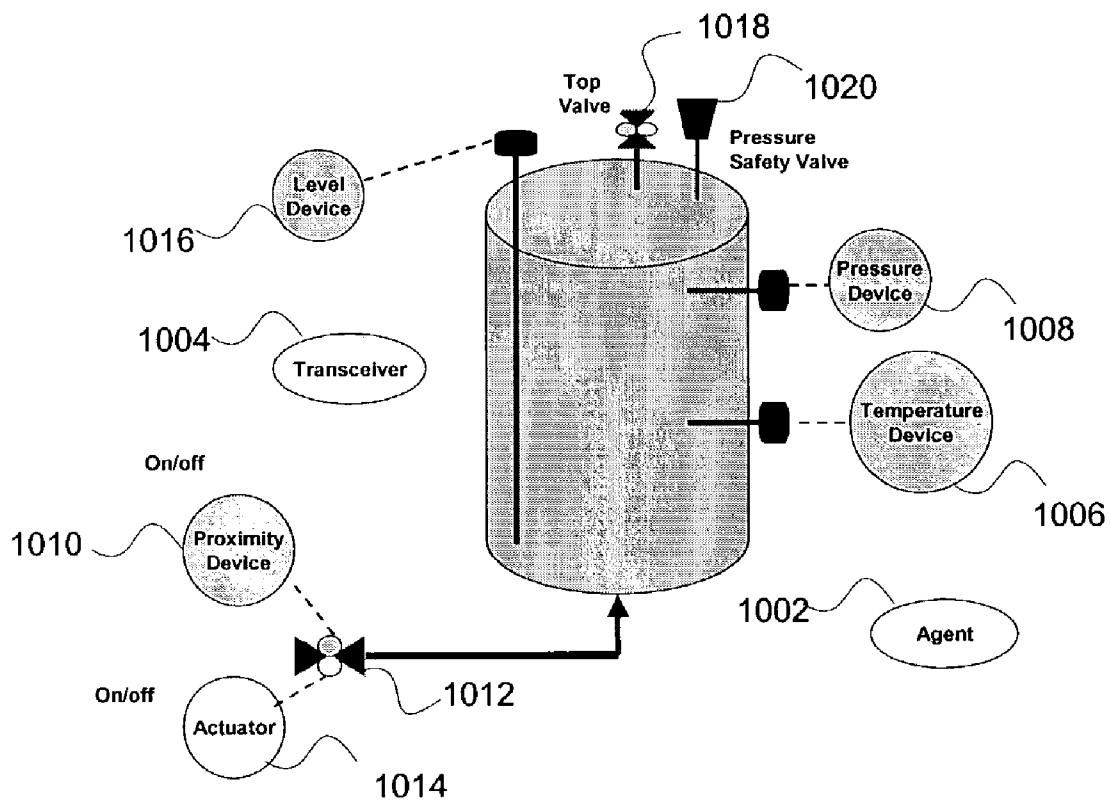 1018
1020
Top
Valve
Pressure
Safety Valve
Level
Device
1016
Pressure
Device
1008
1004
Transceiver
Temperature
Device
1006
On/off
1010
Proximity
Device
1002
Agent
1012
On/off
Actuator
1014